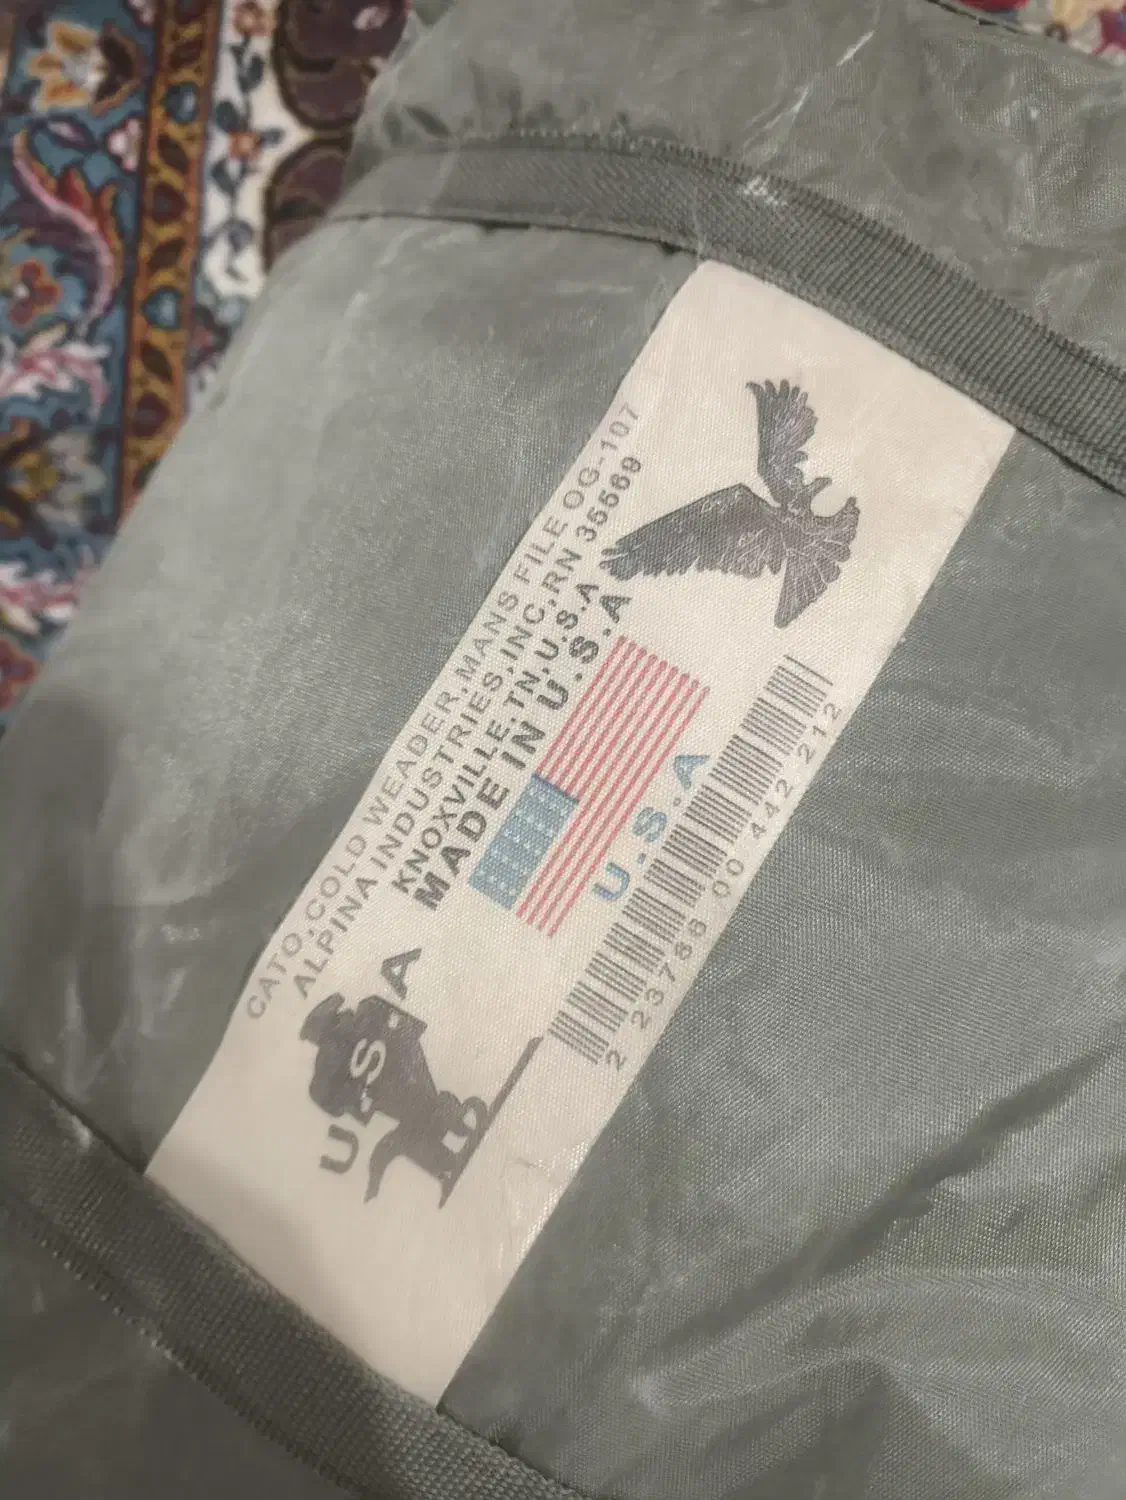 CATO,COLD WEADER,MANS FILE OG-107
ALPINA INDUSTRIES,INC,RN 35569
KNOXVILLE,TN,U.S.A
MADE IN U.S.A
U.S.A
U.S.A
2 23788 00 442 212